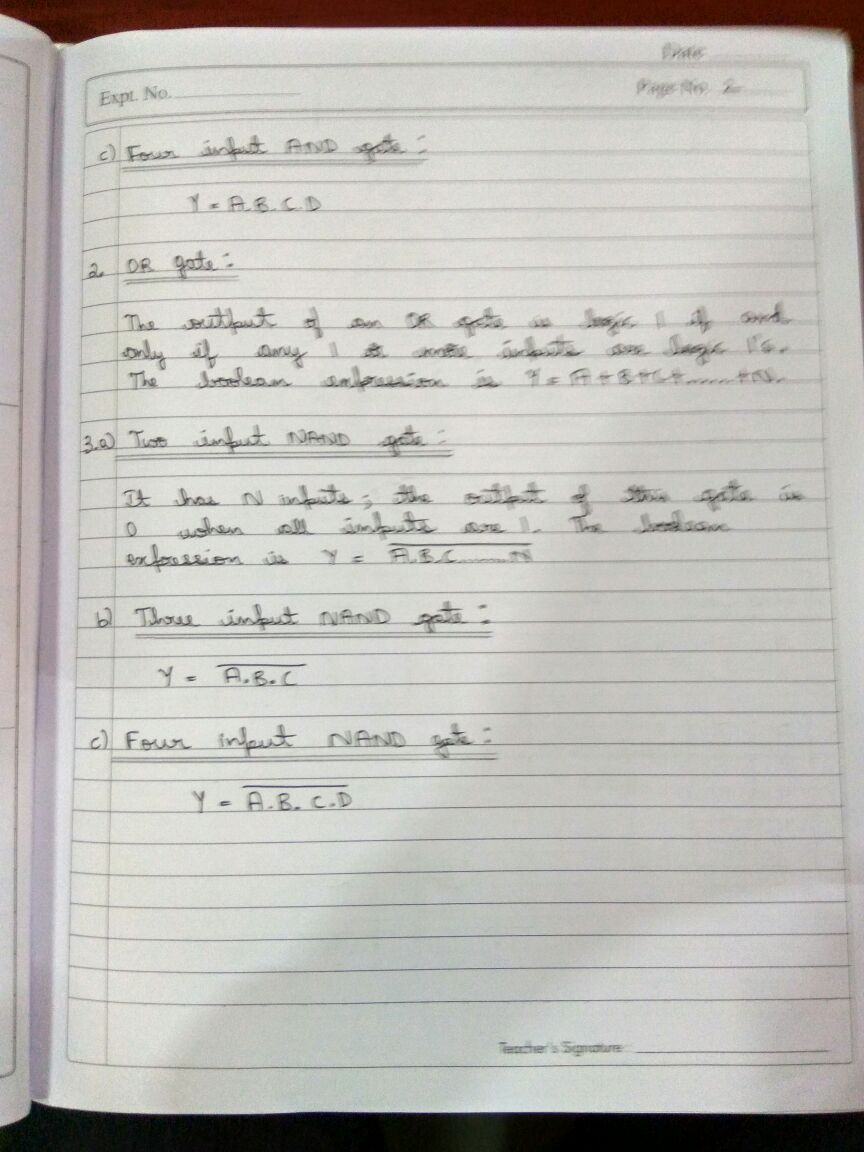 Date
Expt. No.
Page No. 2
c) Four input AND gate :-
Y = A.B.C.D
2. OR gate :-
The output of an OR gate is logic 1 if and
only if any 1 or more inputs are logic 1's.
The boolean expression is Y = A+B+C+.......+N.
3.a) Two input NAND gate :-
It has N inputs ; the output of this gate is
0 when all inputs are 1. The boolean
expression is Y = A̅.̅B̅.̅C̅.̅.̅.̅.̅.̅.̅.̅N̅
b) Three input NAND gate :-
Y = A̅.̅B̅.̅C̅
c) Four input NAND gate :-
Y = A̅.̅B̅.̅C̅.̅D̅
Teacher's Signature